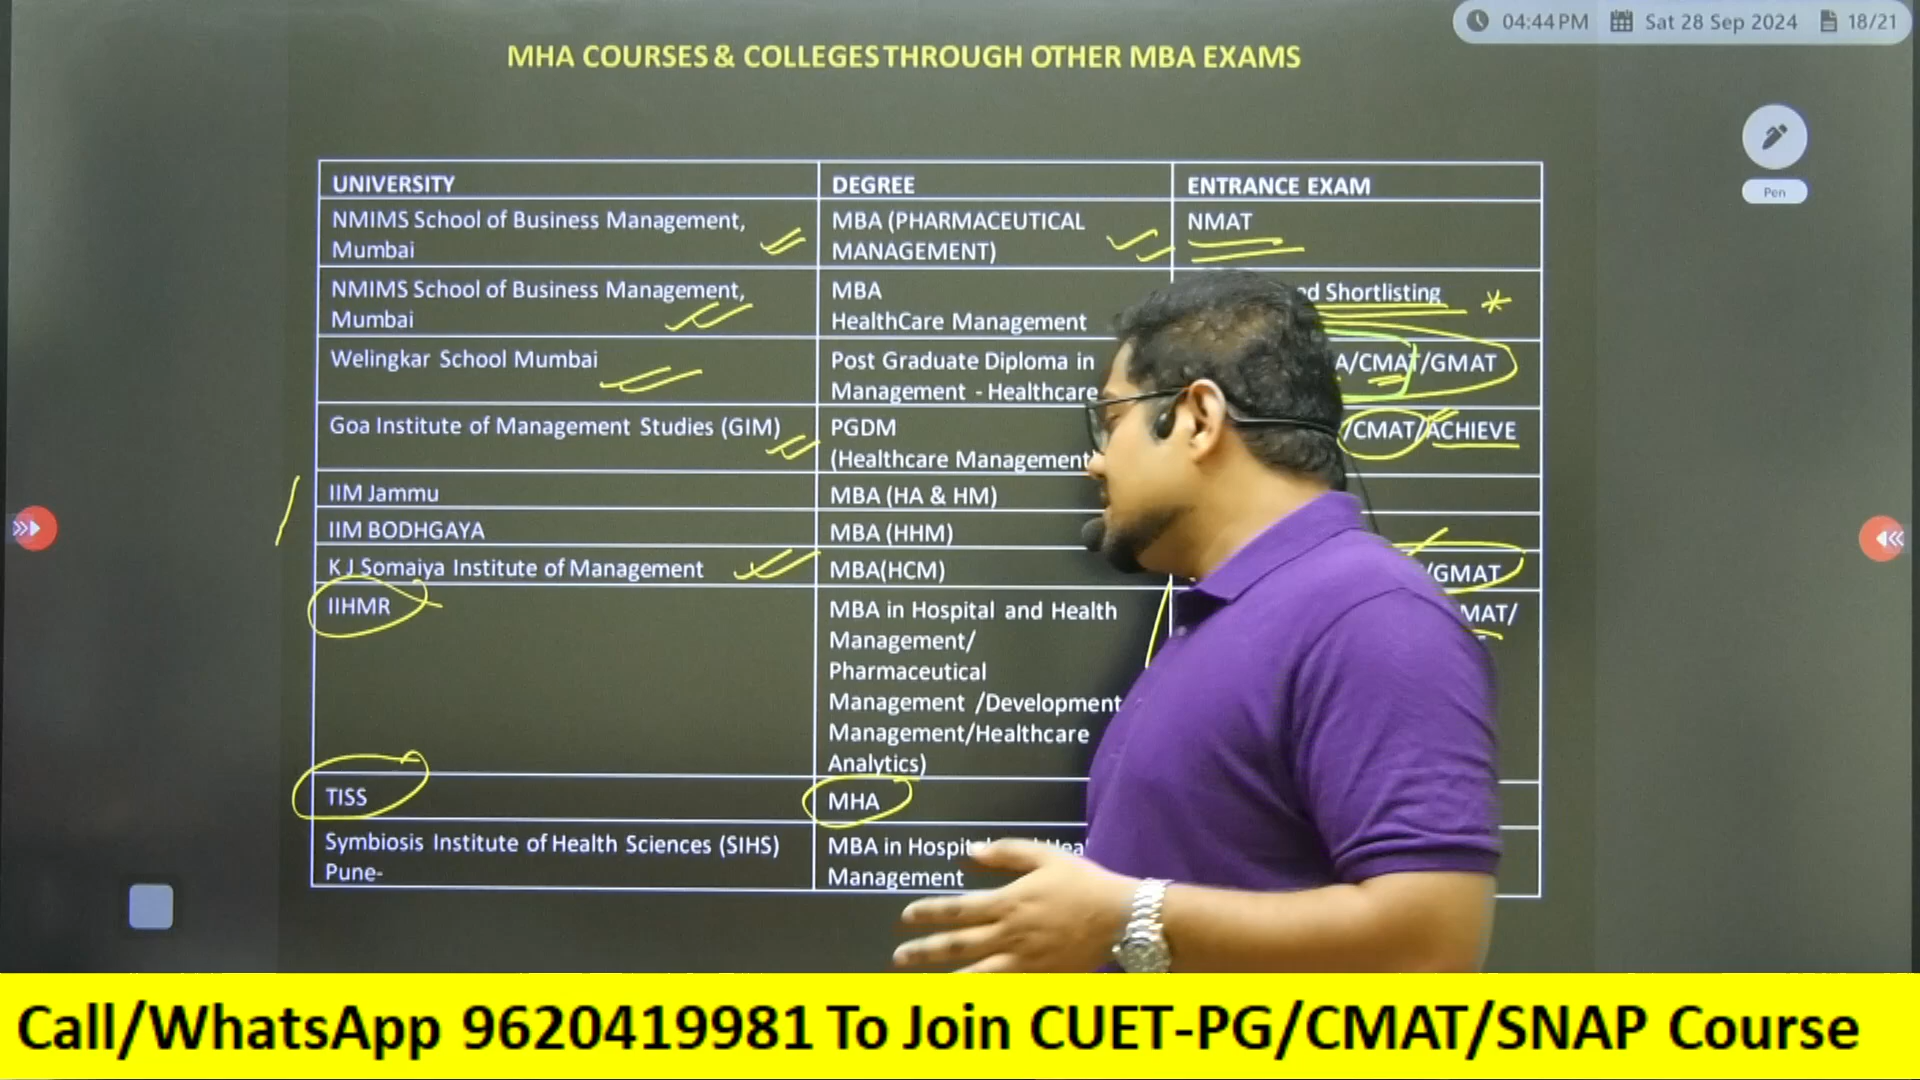 04:44 PM Sat 28 Sep 2024 18/21
MHA COURSES & COLLEGES THROUGH OTHER MBA EXAMS
Pen
UNIVERSITY DEGREE ENTRANCE EXAM
NMIMS School of Business Management, MBA (PHARMACEUTICAL NMAT
Mumbai MANAGEMENT)
NMIMS School of Business Management, MBA Shortlisting
Mumbai HealthCare Management
Welingkar School Mumbai Post Graduate Diploma in /CMAT/GMAT
Management - Healthcare
Goa Institute of Management Studies (GIM) PGDM /CMAT/ACHIEVE
(Healthcare Management)
IIM Jammu MBA (HA & HM)
IIM BODHGAYA MBA (HHM)
K J Somaiya Institute of Management MBA(HCM) /GMAT
IIHMR MBA in Hospital and Health MAT/
Management/
Pharmaceutical
Management /Development
Management/Healthcare
Analytics)
TISS MHA
Symbiosis Institute of Health Sciences (SIHS) MBA in
Pune- Management
Call/WhatsApp 9620419981 To Join CUET-PG/CMAT/SNAP Course